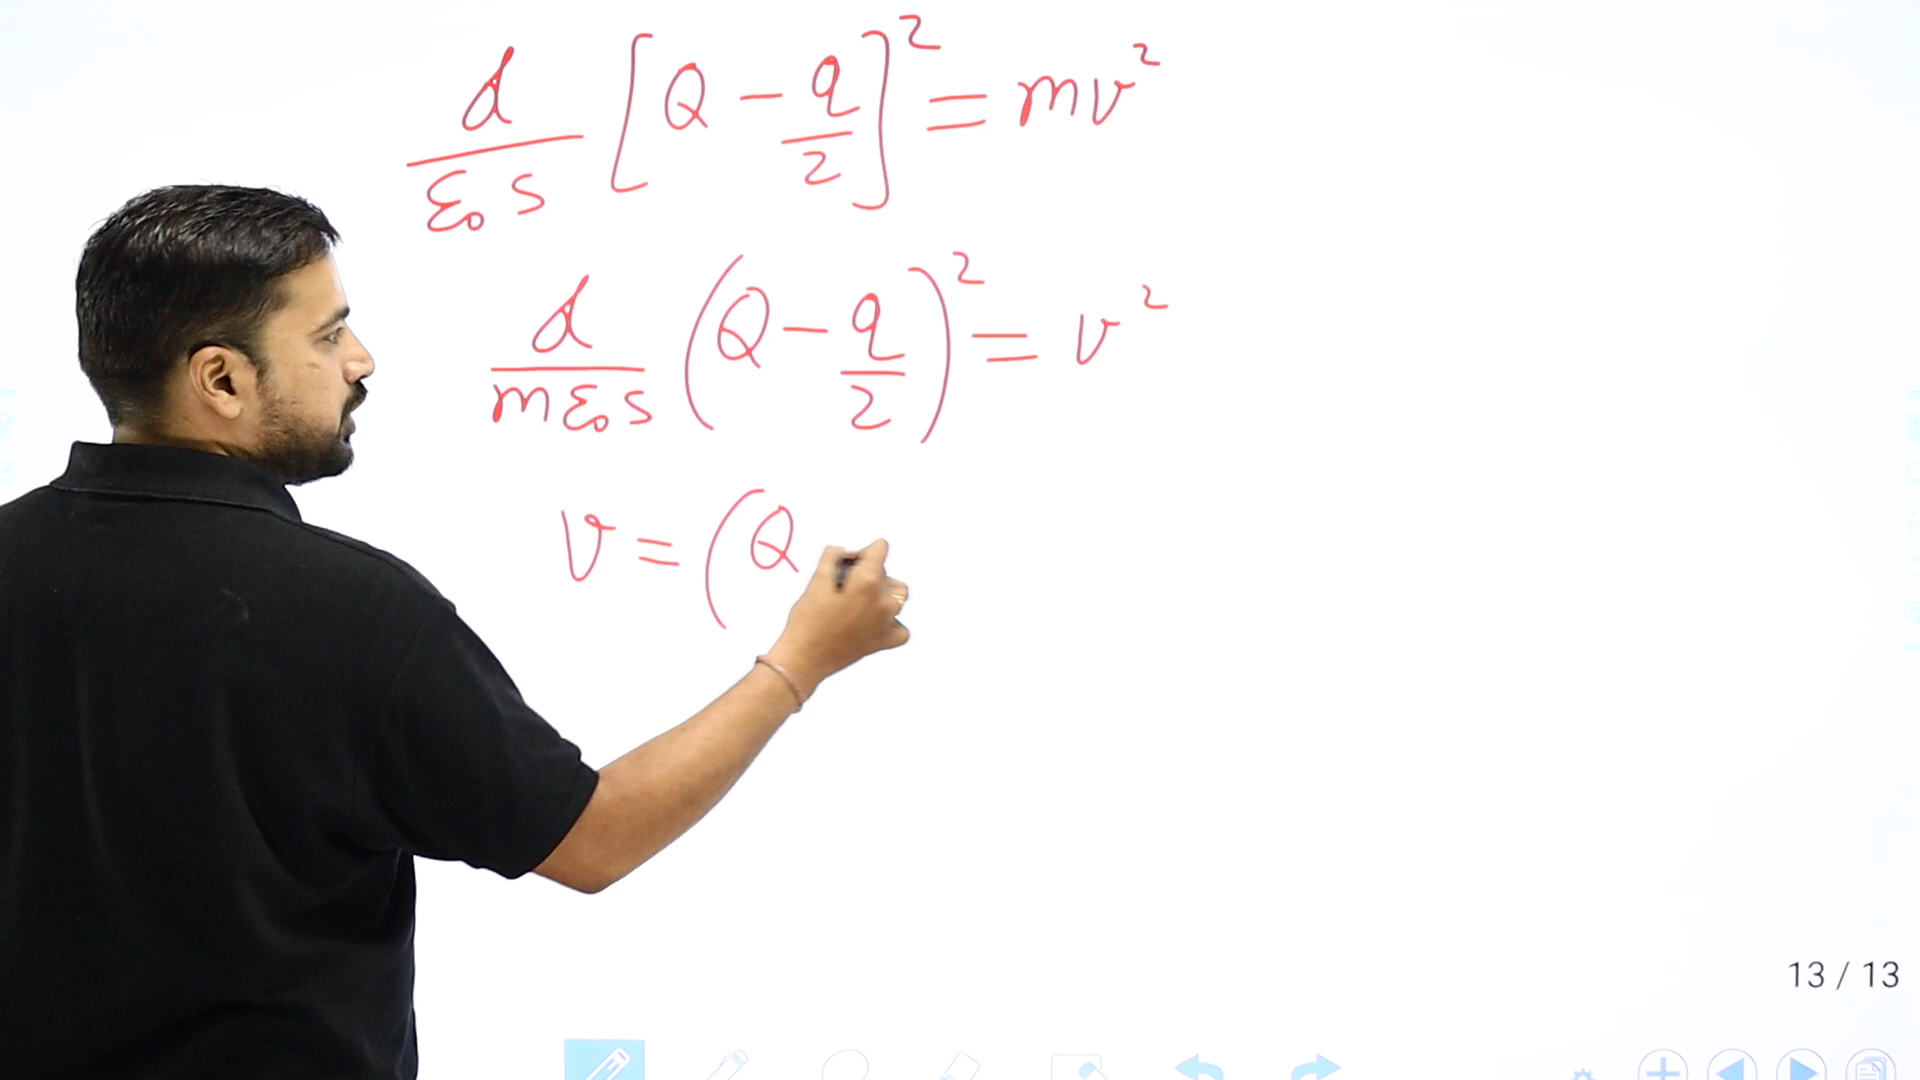 d/ε₀s [Q − q/2]² = mv²
d/mε₀s (Q − q/2)² = v²
v = (Q
13 / 13